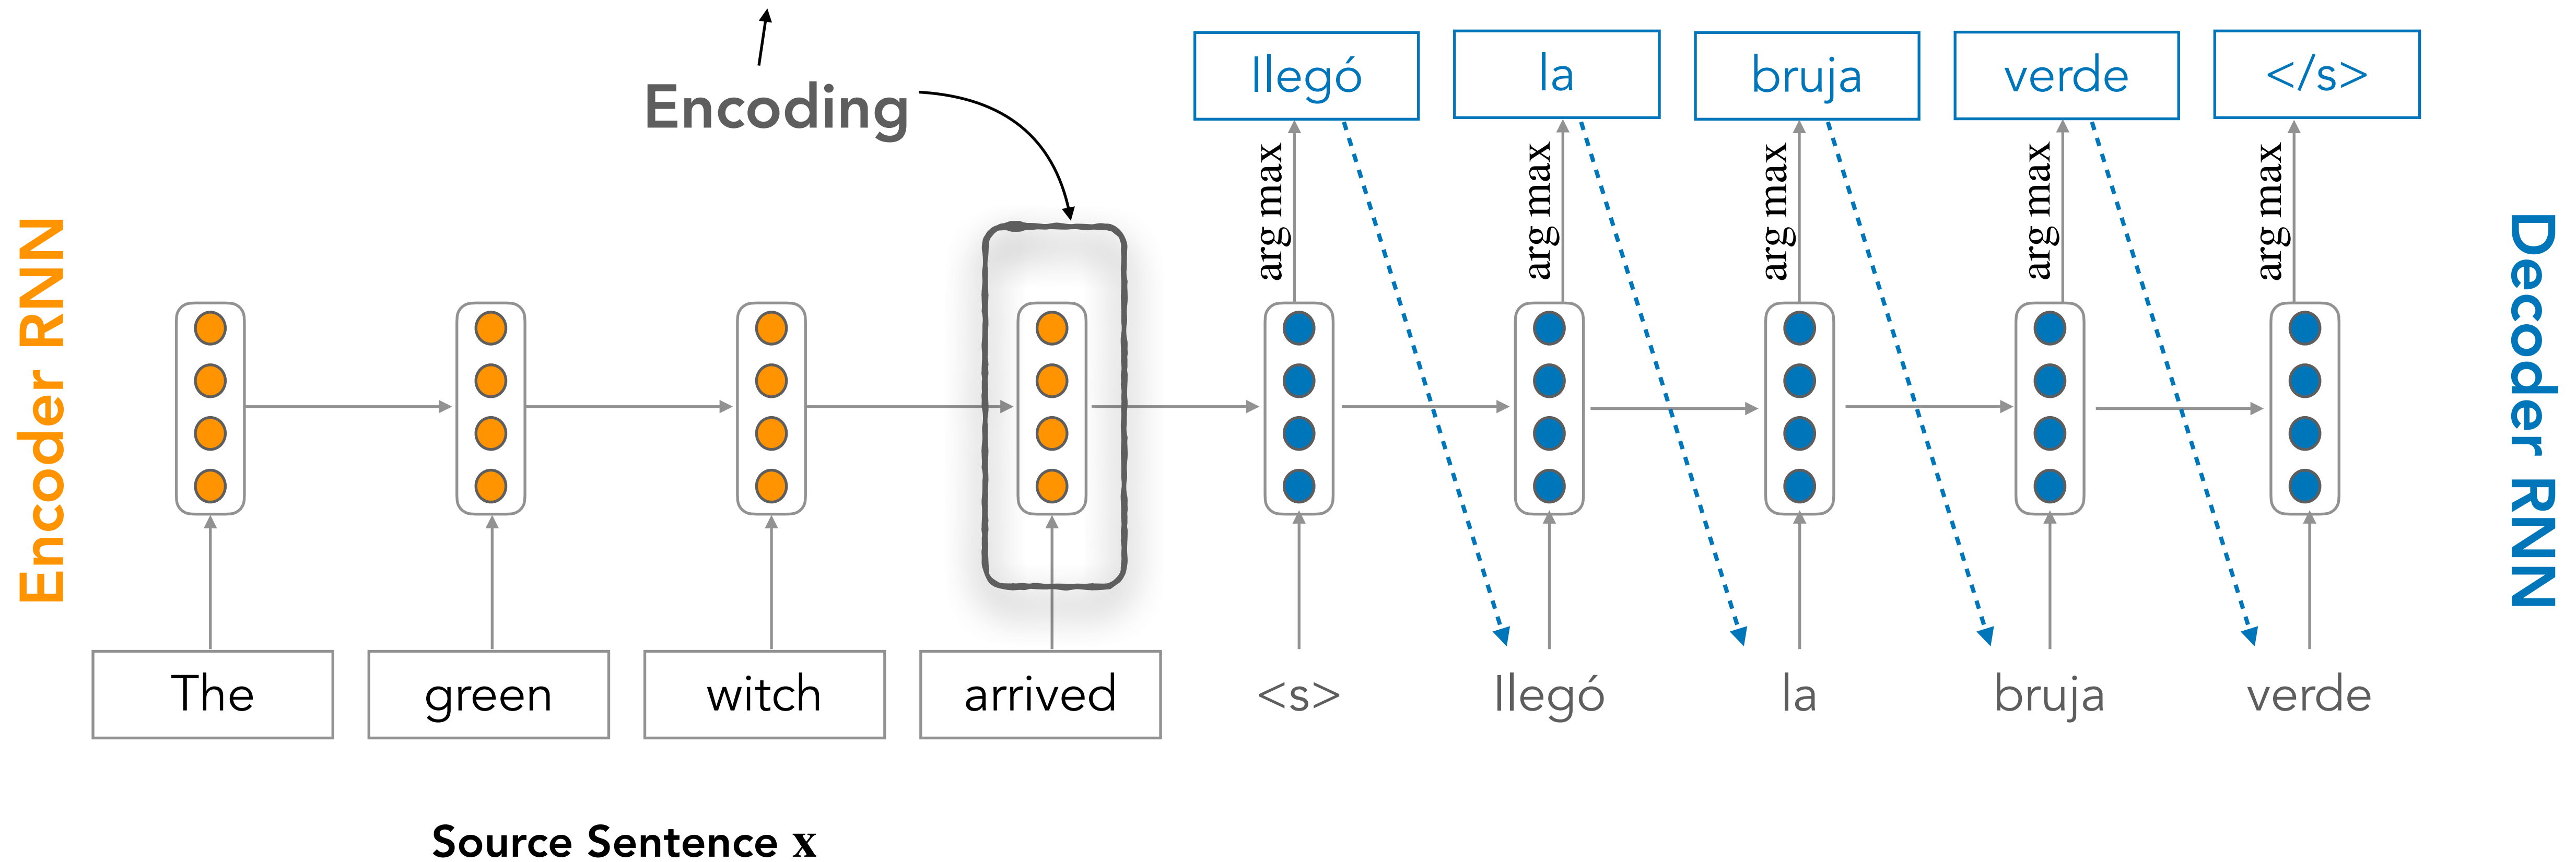 Encoding
llegó
la
bruja
verde
</s>
arg max
arg max
arg max
arg max
arg max
Encoder RNN
Decoder RNN
The
green
witch
arrived
<s>
llegó
la
bruja
verde
Source Sentence x